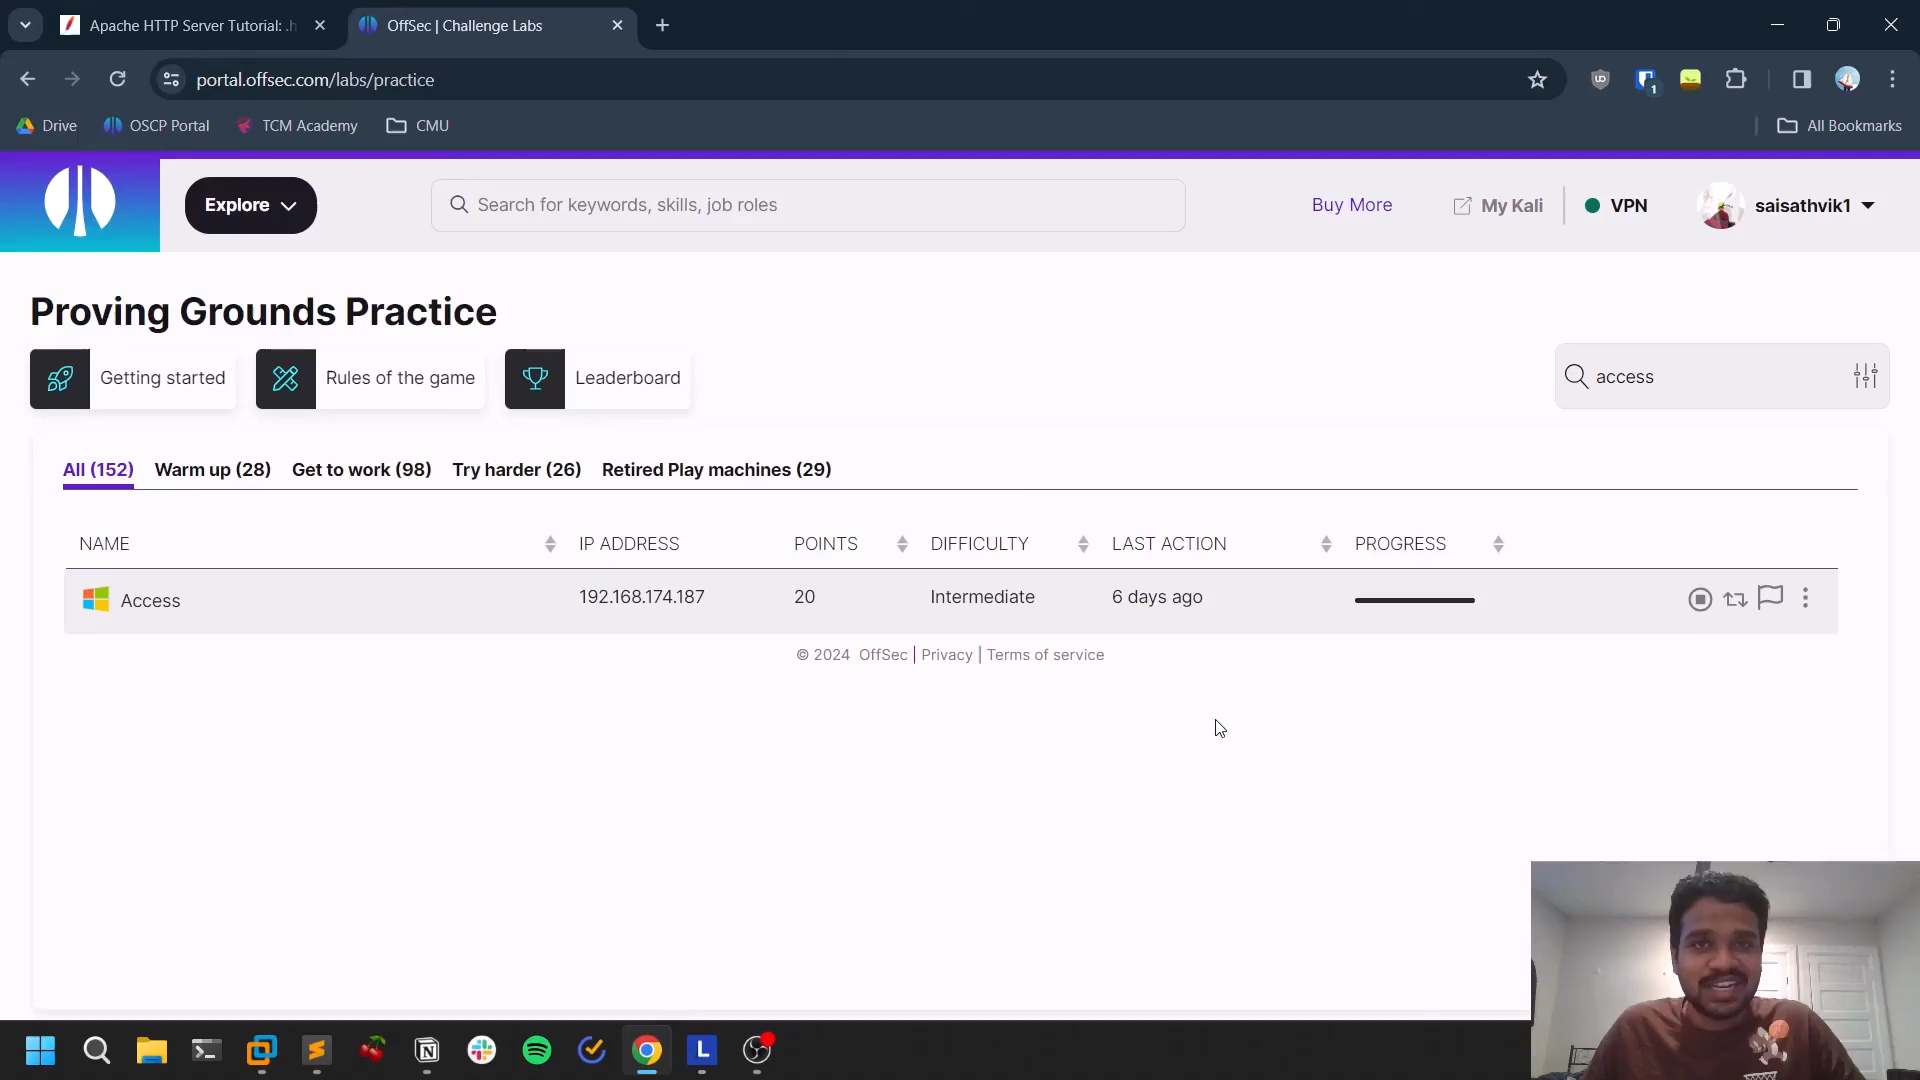 Apache HTTP Server Tutorial: .h
OffSec | Challenge Labs
portal.offsec.com/labs/practice
1
Drive
OSCP Portal
TCM Academy
CMU
All Bookmarks
Explore
Search for keywords, skills, job roles
Buy More
My Kali
VPN
saisathvik1
Proving Grounds Practice
Getting started
Rules of the game
Leaderboard
access
All (152) Warm up (28) Get to work (98) Try harder (26) Retired Play machines (29)
NAME IP ADDRESS POINTS DIFFICULTY LAST ACTION PROGRESS
Access 192.168.174.187 20 Intermediate 6 days ago
© 2024 OffSec | Privacy | Terms of service